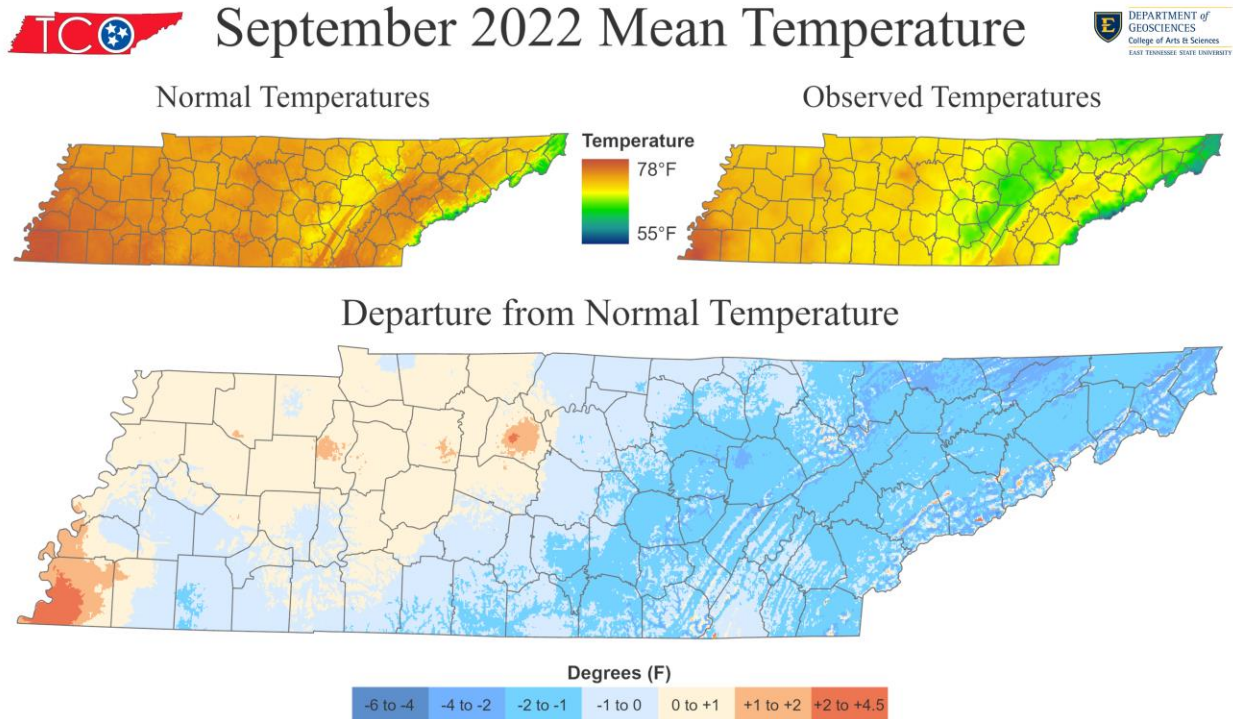 TCO
September 2022 Mean Temperature
E
DEPARTMENT of
GEOSCIENCES
College of Arts & Sciences
EAST TENNESSEE STATE UNIVERSITY
Normal Temperatures
Observed Temperatures
Temperature
78°F
55°F
Departure from Normal Temperature
Degrees (F)
-6 to -4 -4 to -2 -2 to -1 -1 to 0 0 to +1 +1 to +2 +2 to +4.5